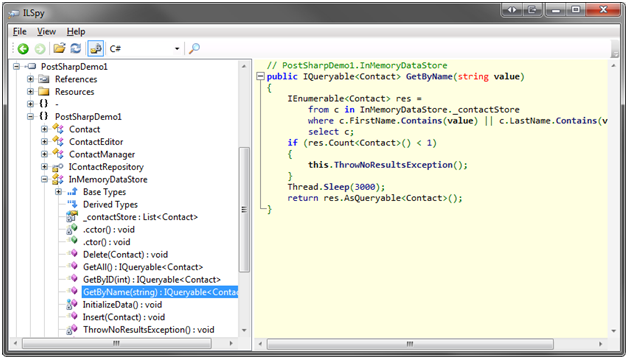 ILSpy
File View Help
C#
PostSharpDemo1
References
Resources
{} -
{} PostSharpDemo1
Contact
ContactEditor
ContactManager
IContactRepository
InMemoryDataStore
Base Types
Derived Types
_contactStore : List<Contact>
.cctor() : void
.ctor() : void
Delete(Contact) : void
GetAll() : IQueryable<Contact>
GetByID(int) : IQueryable<Contact>
GetByName(string) : IQueryable<Contac
InitializeData() : void
Insert(Contact) : void
ThrowNoResultsException() : void
// PostSharpDemo1.InMemoryDataStore
public IQueryable<Contact> GetByName(string value)
{
IEnumerable<Contact> res =
from c in InMemoryDataStore._contactStore
where c.FirstName.Contains(value) || c.LastName.Contains(v
select c;
if (res.Count<Contact>() < 1)
{
this.ThrowNoResultsException();
}
Thread.Sleep(3000);
return res.AsQueryable<Contact>();
}